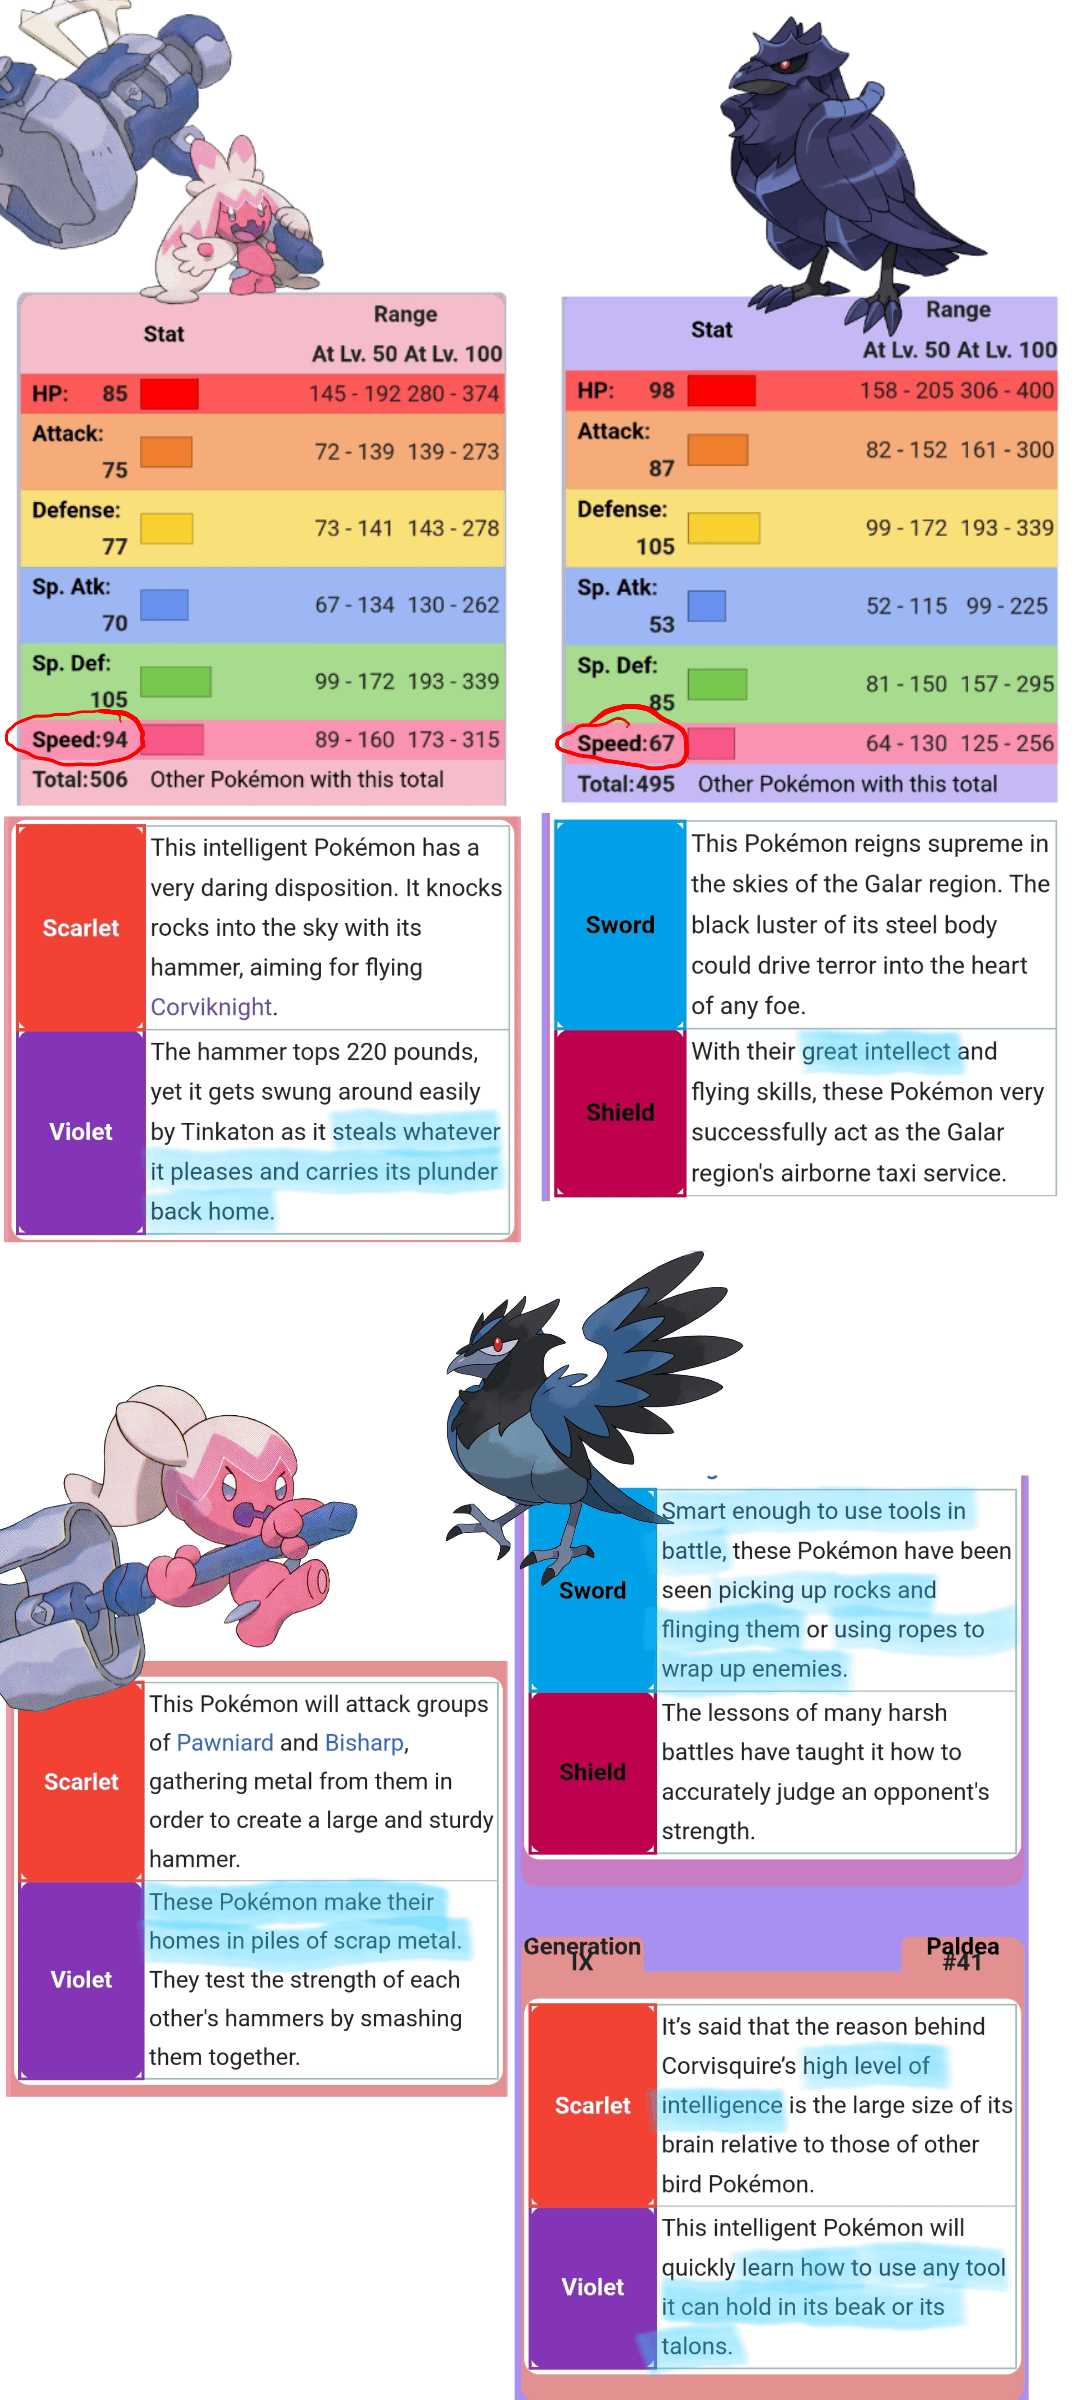 Stat Range
At Lv. 50 At Lv. 100
HP: 85 145 - 192 280 - 374
Attack:
75 72 - 139 139 - 273
Defense:
77 73 - 141 143 - 278
Sp. Atk:
70 67 - 134 130 - 262
Sp. Def:
105 99 - 172 193 - 339
Speed:94 89 - 160 173 - 315
Total:506 Other Pokémon with this total
Stat Range
At Lv. 50 At Lv. 100
HP: 98 158 - 205 306 - 400
Attack:
87 82 - 152 161 - 300
Defense:
105 99 - 172 193 - 339
Sp. Atk:
53 52 - 115 99 - 225
Sp. Def:
85 81 - 150 157 - 295
Speed:67 64 - 130 125 - 256
Total:495 Other Pokémon with this total
Scarlet
This intelligent Pokémon has a
very daring disposition. It knocks
rocks into the sky with its
hammer, aiming for flying
Corviknight.
Violet
The hammer tops 220 pounds,
yet it gets swung around easily
by Tinkaton as it steals whatever
it pleases and carries its plunder
back home.
Sword
This Pokémon reigns supreme in
the skies of the Galar region. The
black luster of its steel body
could drive terror into the heart
of any foe.
Shield
With their great intellect and
flying skills, these Pokémon very
successfully act as the Galar
region's airborne taxi service.
Scarlet
This Pokémon will attack groups
of Pawniard and Bisharp,
gathering metal from them in
order to create a large and sturdy
hammer.
Violet
These Pokémon make their
homes in piles of scrap metal.
They test the strength of each
other's hammers by smashing
them together.
Sword
Smart enough to use tools in
battle, these Pokémon have been
seen picking up rocks and
flinging them or using ropes to
wrap up enemies.
Shield
The lessons of many harsh
battles have taught it how to
accurately judge an opponent's
strength.
Generation
IX
Paldea
#41
Scarlet
It’s said that the reason behind
Corvisquire’s high level of
intelligence is the large size of its
brain relative to those of other
bird Pokémon.
Violet
This intelligent Pokémon will
quickly learn how to use any tool
it can hold in its beak or its
talons.